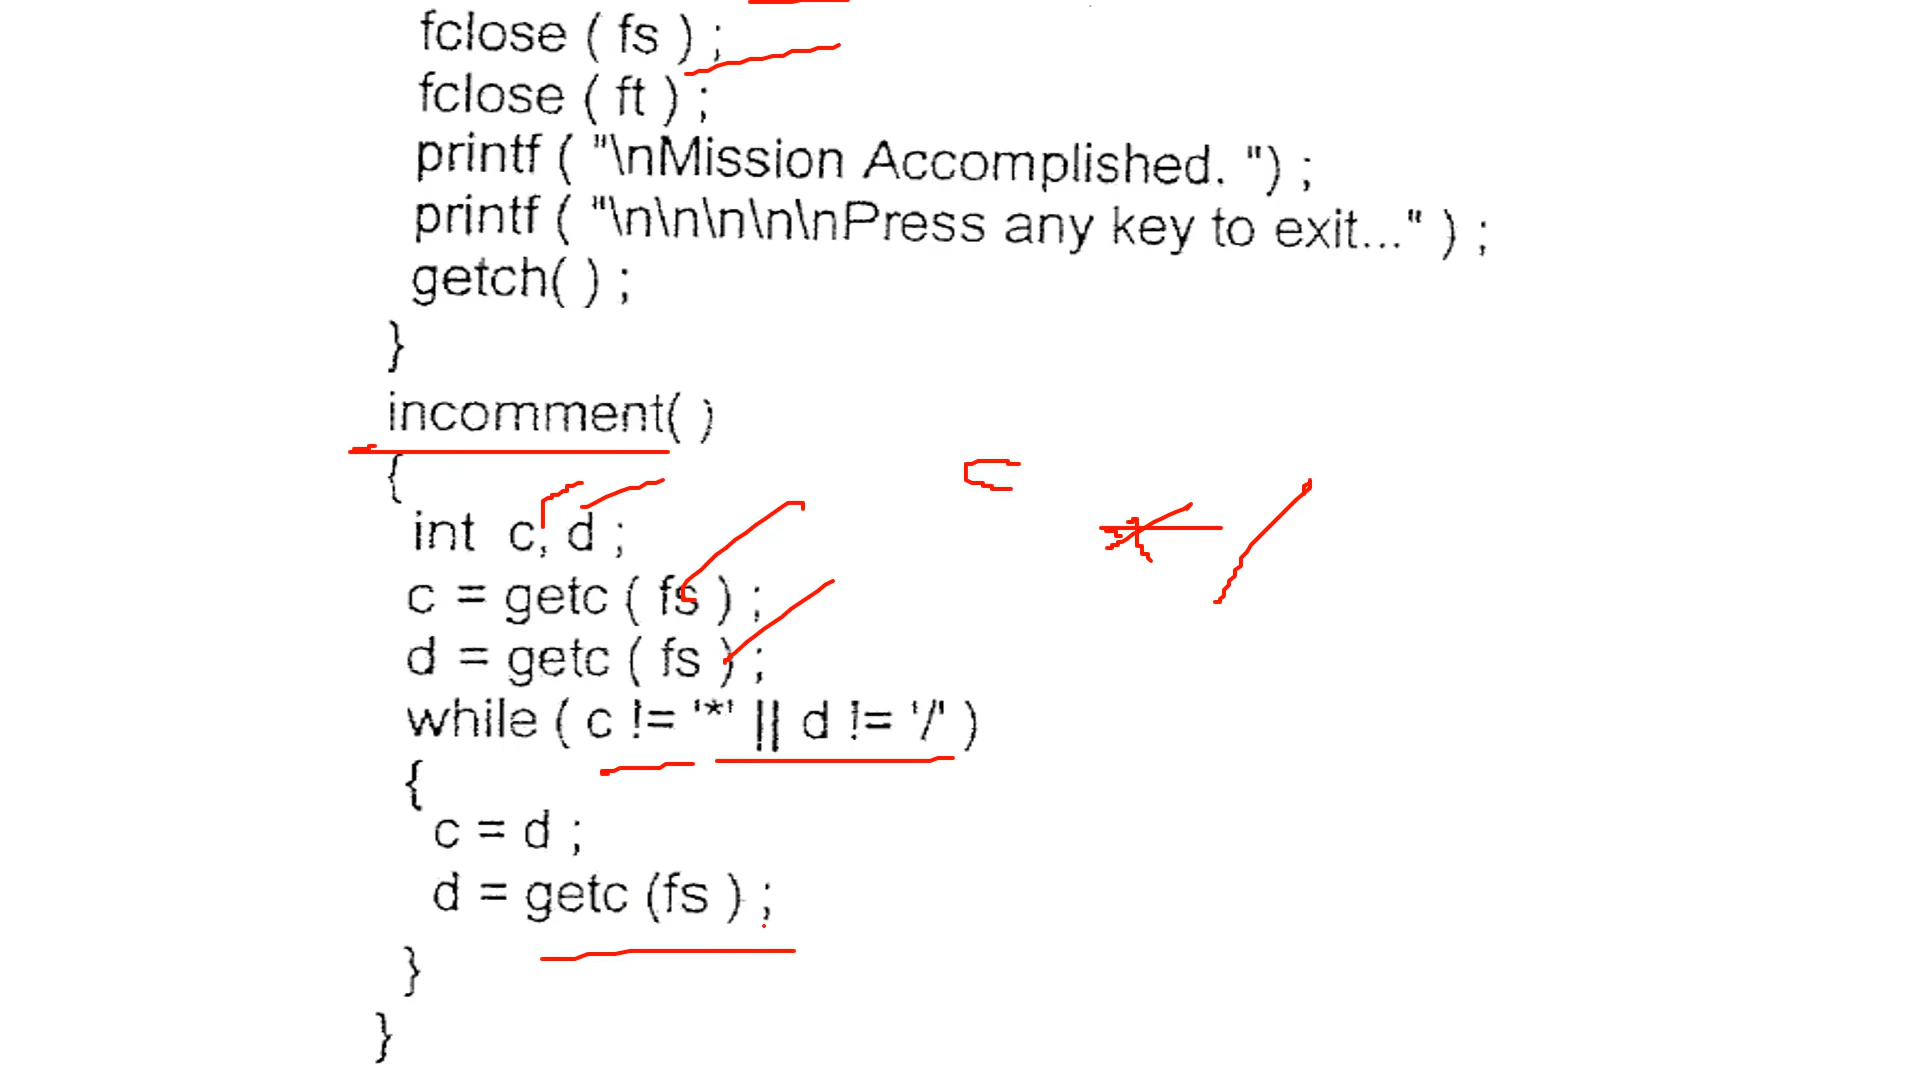 fclose ( fs ) ;
fclose ( ft ) ;
printf ( "\nMission Accomplished. ") ;
printf ( "\n\n\n\n\nPress any key to exit..." ) ;
getch( ) ;
}
incomment( )
{
int c, d ;
c = getc ( fs ) ;
d = getc ( fs ) ;
while ( c != '*' || d != '/' )
{
c = d ;
d = getc (fs ) ;
}
}
* /